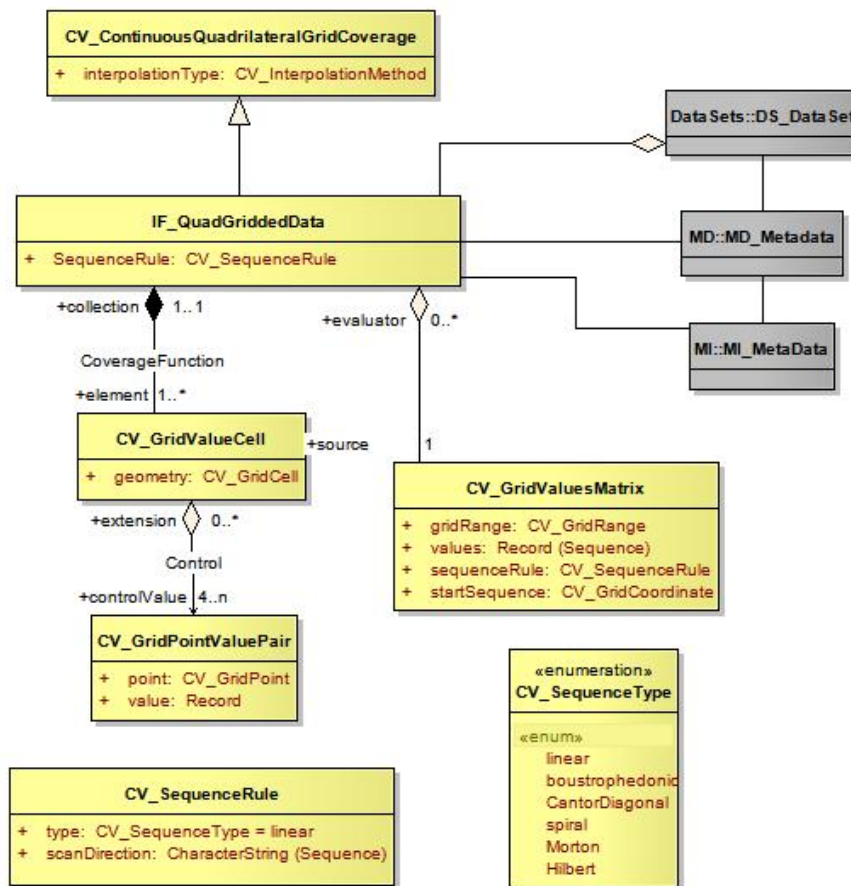 CV_ContinuousQuadrilateralGridCoverage
+ interpolationType: CV_InterpolationMethod
DataSets::DS_DataSet
IF_QuadGriddedData
+ SequenceRule: CV_SequenceRule
MD::MD_Metadata
MI::MI_MetaData
+collection 1..1
+evaluator 0..*
CoverageFunction
+element 1..*
CV_GridValueCell
+ geometry: CV_GridCell
+source
1
CV_GridValuesMatrix
+ gridRange: CV_GridRange
+ values: Record (Sequence)
+ sequenceRule: CV_SequenceRule
+ startSequence: CV_GridCoordinate
+extension 0..*
Control
+controlValue 4..n
CV_GridPointValuePair
+ point: CV_GridPoint
+ value: Record
«enumeration»
CV_SequenceType
«enum»
linear
boustrophedonic
CantorDiagonal
spiral
Morton
Hilbert
CV_SequenceRule
+ type: CV_SequenceType = linear
+ scanDirection: CharacterString (Sequence)